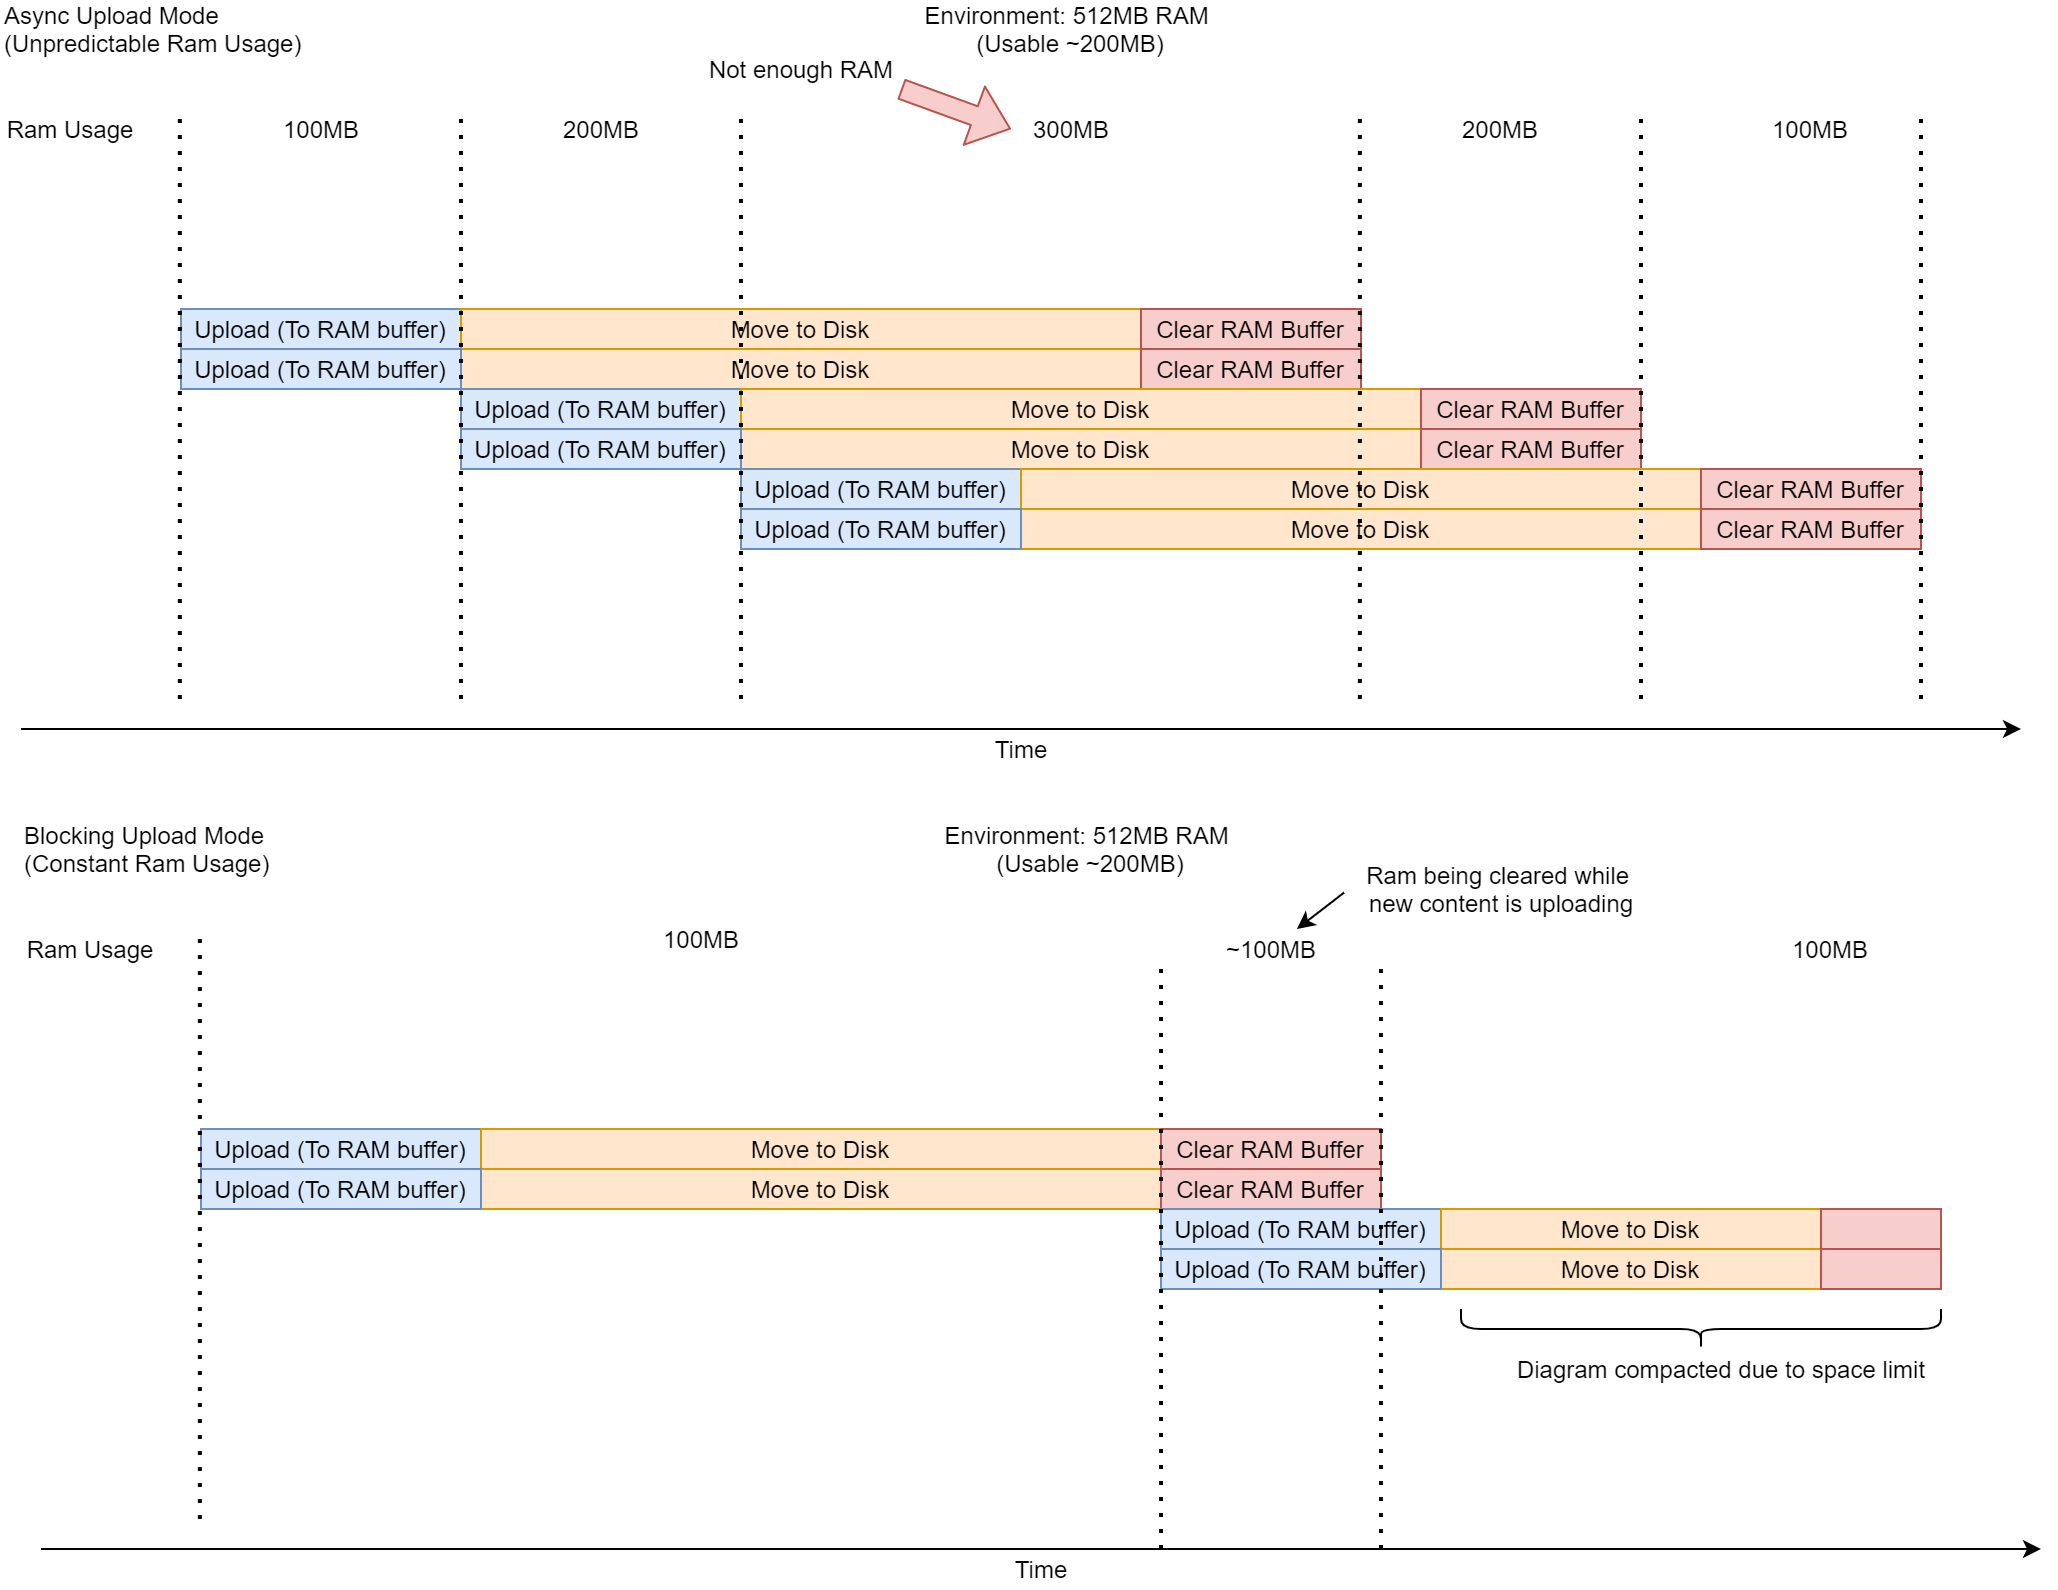 Async Upload Mode
(Unpredictable Ram Usage)
Environment: 512MB RAM
(Usable ~200MB)
Not enough RAM
Ram Usage
100MB
200MB
300MB
200MB
100MB
Upload (To RAM buffer)
Move to Disk
Clear RAM Buffer
Upload (To RAM buffer)
Move to Disk
Clear RAM Buffer
Upload (To RAM buffer)
Move to Disk
Clear RAM Buffer
Upload (To RAM buffer)
Move to Disk
Clear RAM Buffer
Upload (To RAM buffer)
Move to Disk
Clear RAM Buffer
Upload (To RAM buffer)
Move to Disk
Clear RAM Buffer
Time
Blocking Upload Mode
(Constant Ram Usage)
Environment: 512MB RAM
(Usable ~200MB)
Ram being cleared while
new content is uploading
Ram Usage
100MB
~100MB
100MB
Upload (To RAM buffer)
Move to Disk
Clear RAM Buffer
Upload (To RAM buffer)
Move to Disk
Clear RAM Buffer
Upload (To RAM buffer)
Move to Disk
Upload (To RAM buffer)
Move to Disk
Diagram compacted due to space limit
Time